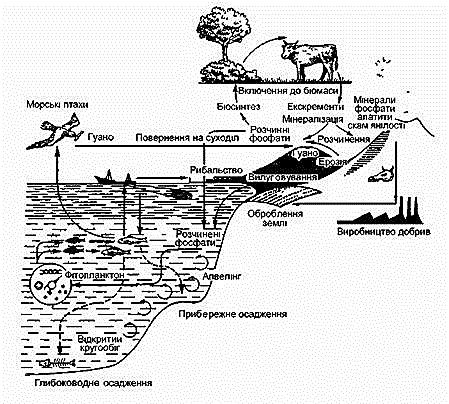 Включення до біомаси
Біосинтез
Екскременти
Мінералізація
Мінерали
фосфати
апатити
скам янілості
Морські птахи
Гуано
Повернення на суходіл
Розчинні
фосфати
Розчинення
Гуано
Ерозія
Рибальство
Вилуговування
Оброблення
землі
Виробництво добрив
Розчинені
фосфати
Фітопланктон
Апвелінг
Прибережне осадження
Відкритий
кругообіг
Глибоководне осадження